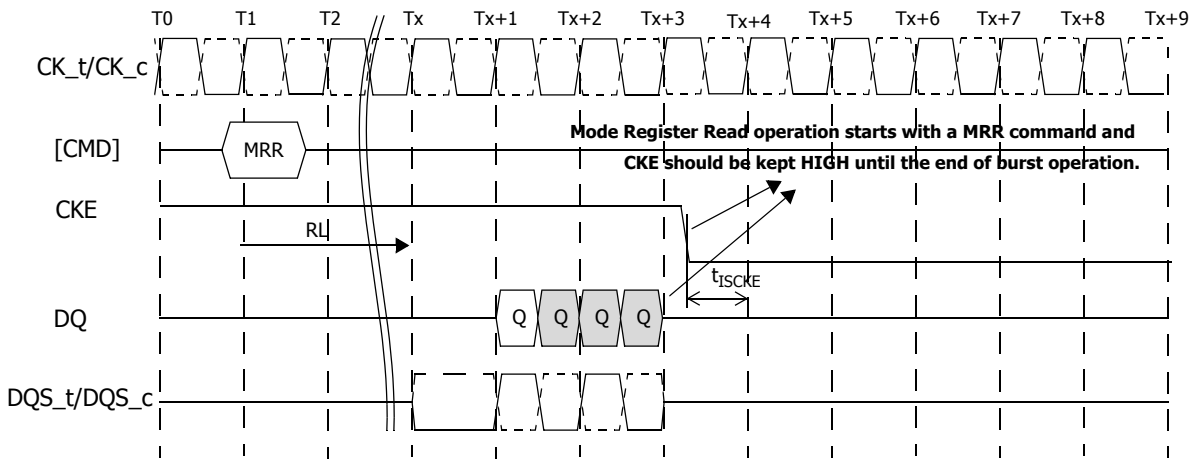 T0 T1 T2 Tx Tx+1 Tx+2 Tx+3 Tx+4 Tx+5 Tx+6 Tx+7 Tx+8 Tx+9
CK_t/CK_c
[CMD]
MRR
Mode Register Read operation starts with a MRR command and
CKE should be kept HIGH until the end of burst operation.
CKE
RL
tISCKE
DQ
Q Q Q Q
DQS_t/DQS_c